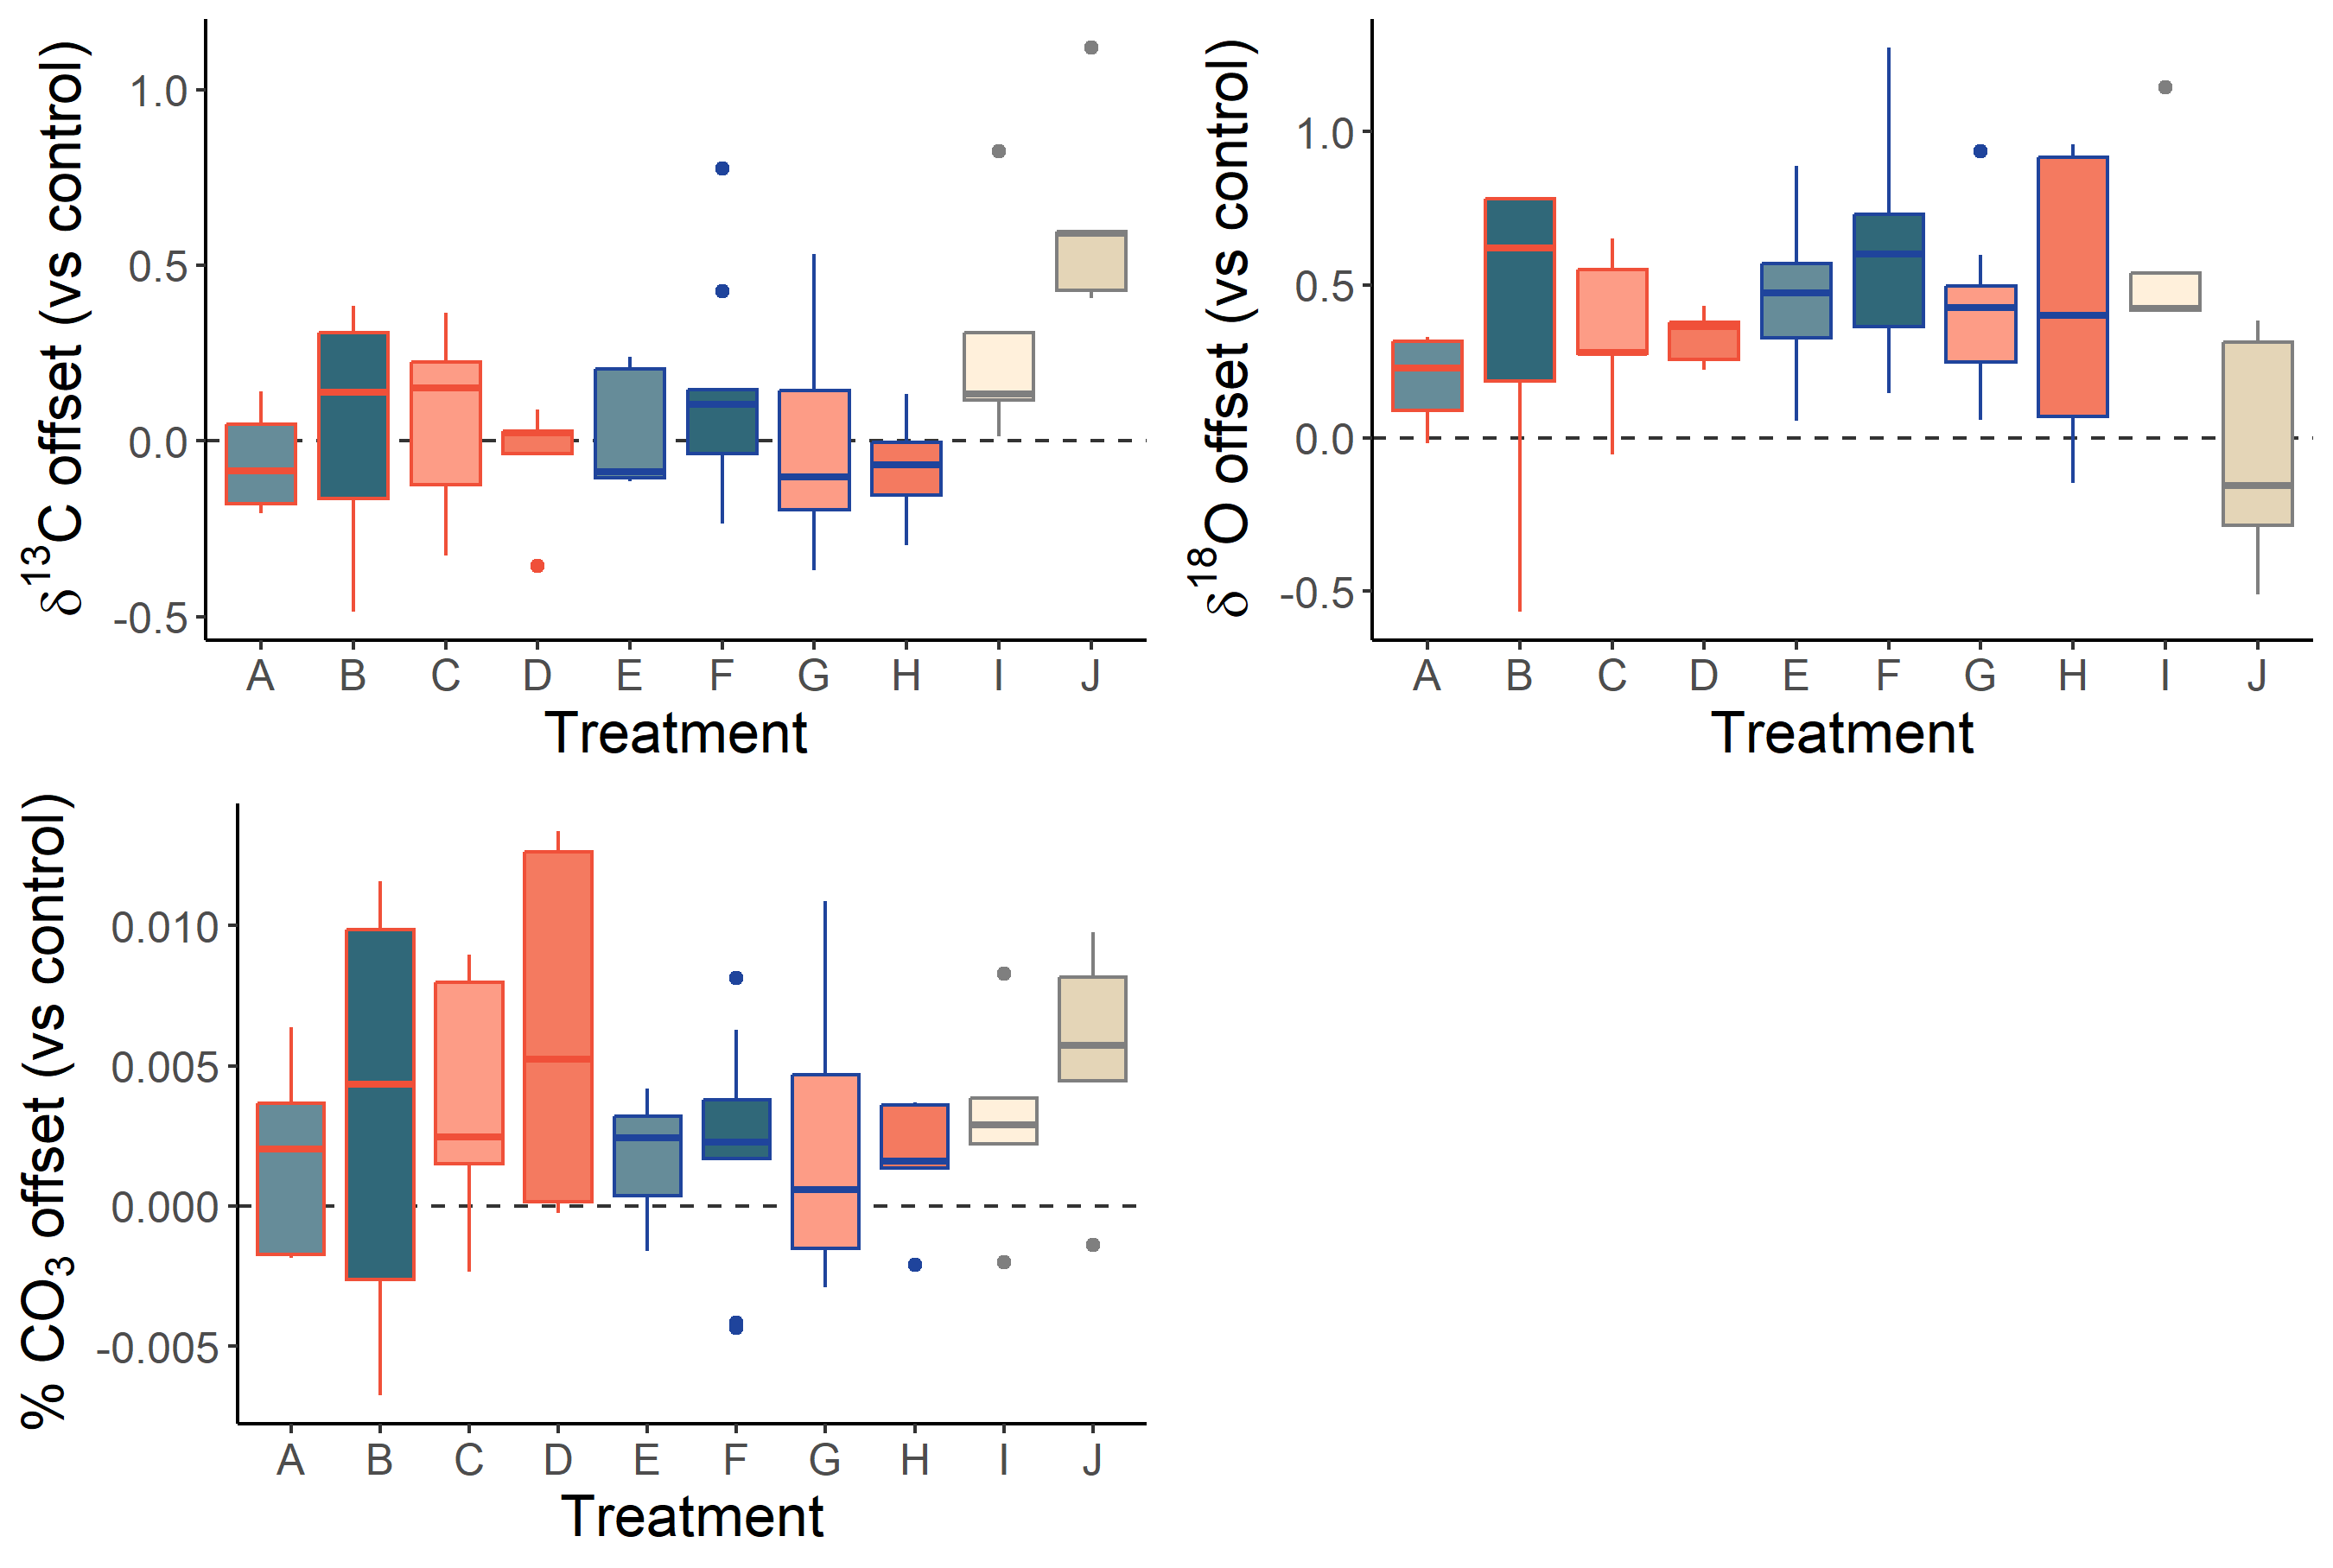 δ¹³C offset (vs control)
1.0
0.5
0.0
-0.5
A B C D E F G H I J
Treatment
δ¹⁸O offset (vs control)
1.0
0.5
0.0
-0.5
A B C D E F G H I J
Treatment
% CO₃ offset (vs control)
0.010
0.005
0.000
-0.005
A B C D E F G H I J
Treatment